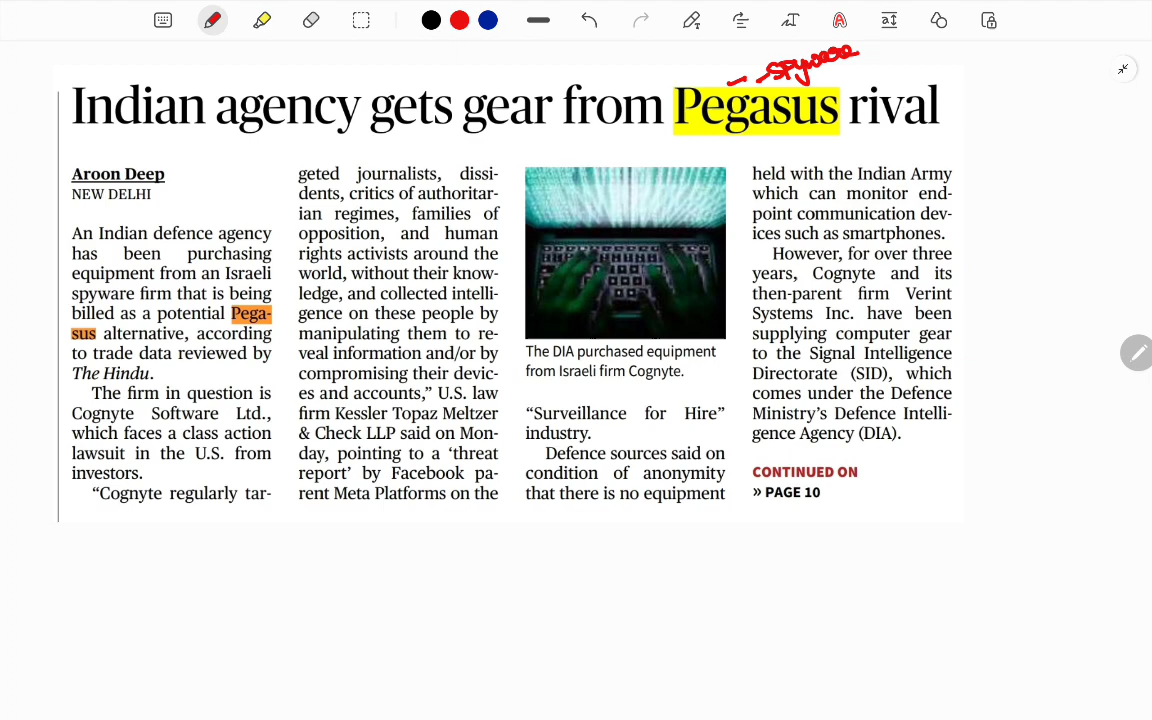 spyware
Indian agency gets gear from Pegasus rival
Aroon Deep
NEW DELHI
An Indian defence agency
has been purchasing
equipment from an Israeli
spyware firm that is being
billed as a potential Pega-
sus alternative, according
to trade data reviewed by
The Hindu.
The firm in question is
Cognyte Software Ltd.,
which faces a class action
lawsuit in the U.S. from
investors.
“Cognyte regularly tar-
geted journalists, dissi-
dents, critics of authoritar-
ian regimes, families of
opposition, and human
rights activists around the
world, without their know-
ledge, and collected intelli-
gence on these people by
manipulating them to re-
veal information and/or by
compromising their devic-
es and accounts,” U.S. law
firm Kessler Topaz Meltzer
& Check LLP said on Mon-
day, pointing to a ‘threat
report’ by Facebook pa-
rent Meta Platforms on the
The DIA purchased equipment
from Israeli firm Cognyte.
“Surveillance for Hire”
industry.
Defence sources said on
condition of anonymity
that there is no equipment
held with the Indian Army
which can monitor end-
point communication dev-
ices such as smartphones.
However, for over three
years, Cognyte and its
then-parent firm Verint
Systems Inc. have been
supplying computer gear
to the Signal Intelligence
Directorate (SID), which
comes under the Defence
Ministry’s Defence Intelli-
gence Agency (DIA).
CONTINUED ON
» PAGE 10